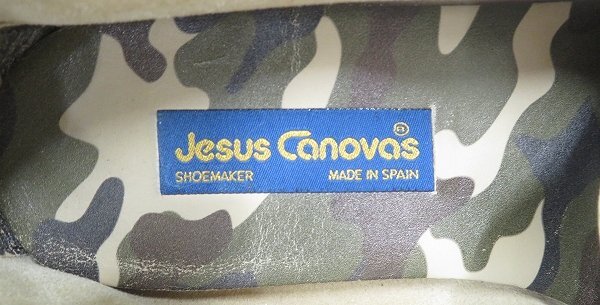 Jesus Canovas ®
SHOEMAKER MADE IN SPAIN